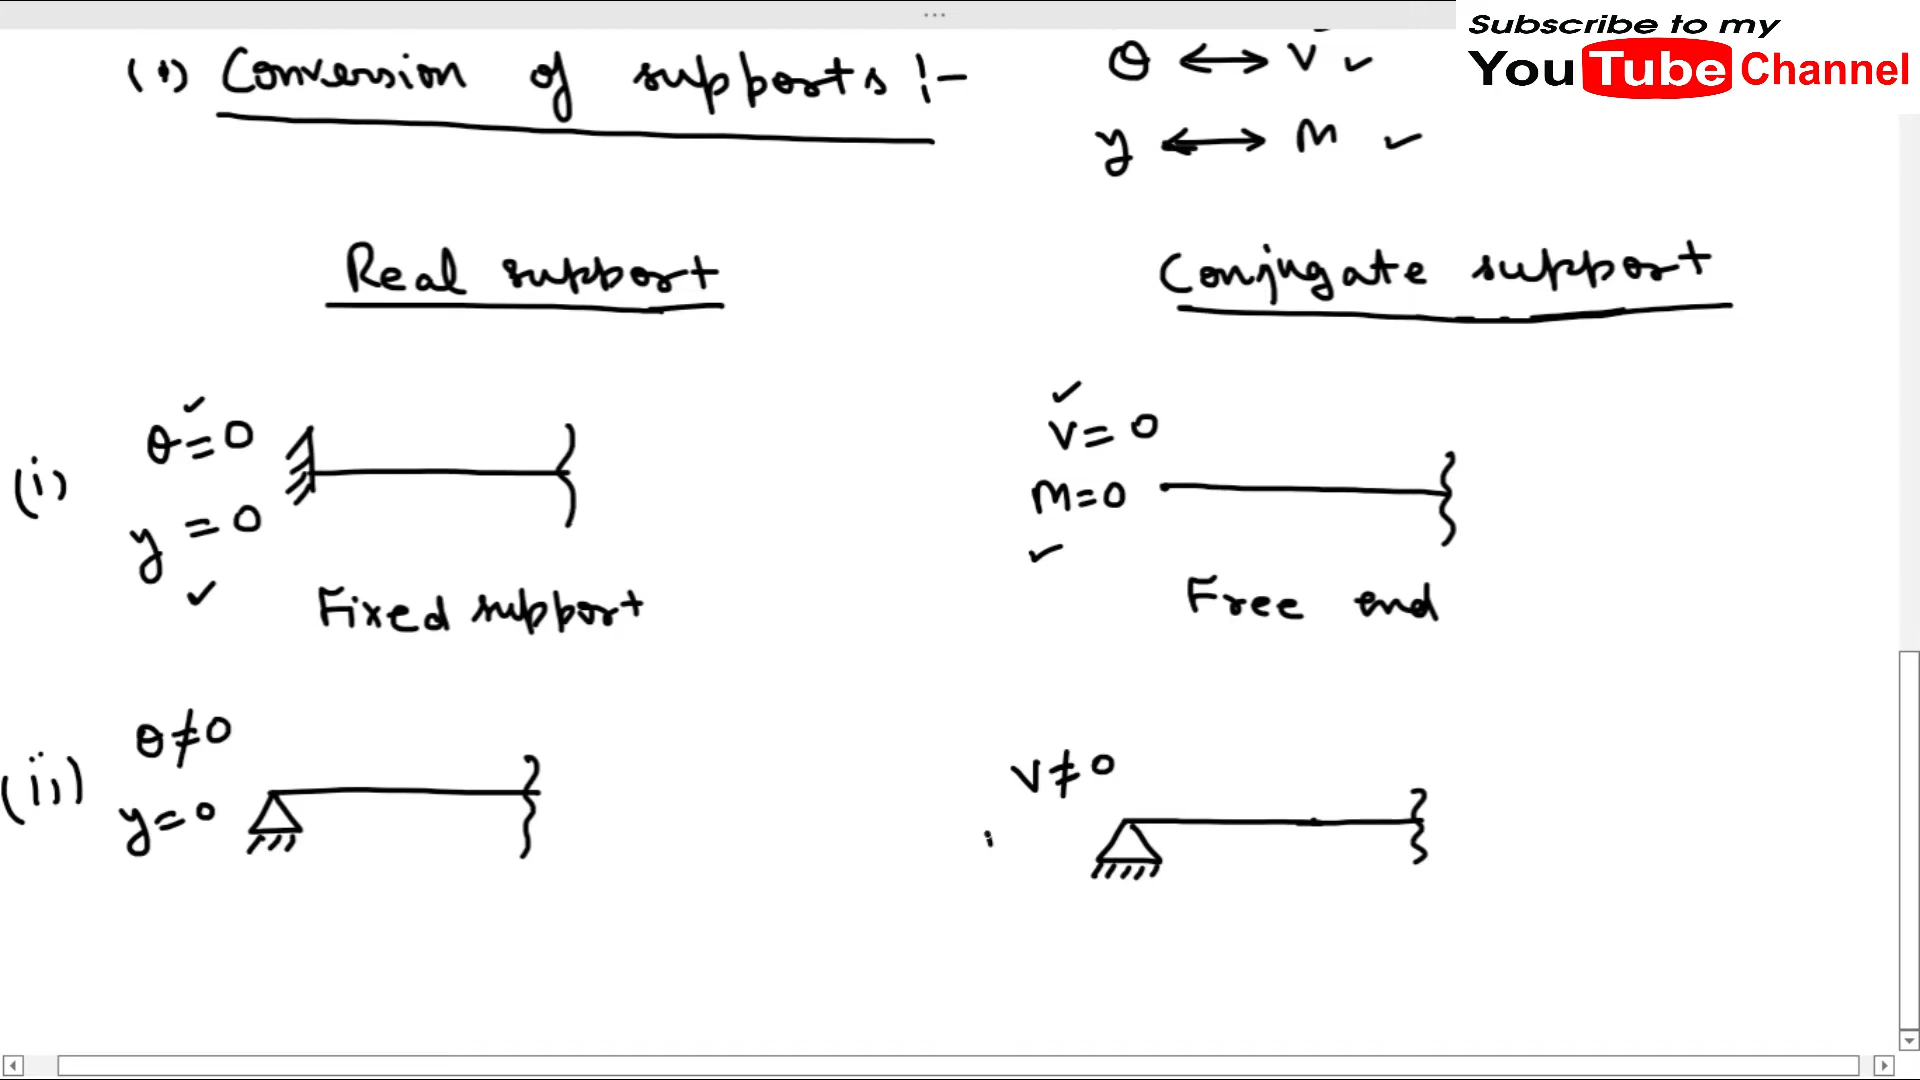 (1) Conversion of supports :-
θ ↔ V ✓
y ↔ M ✓
Subscribe to my
YouTube Channel
Real support
Conjugate support
(i)
θ = 0 ✓
y = 0 ✓
Fixed support
✓
V = 0
M = 0
✓
Free end
(ii)
θ ≠ 0
y = 0
V ≠ 0